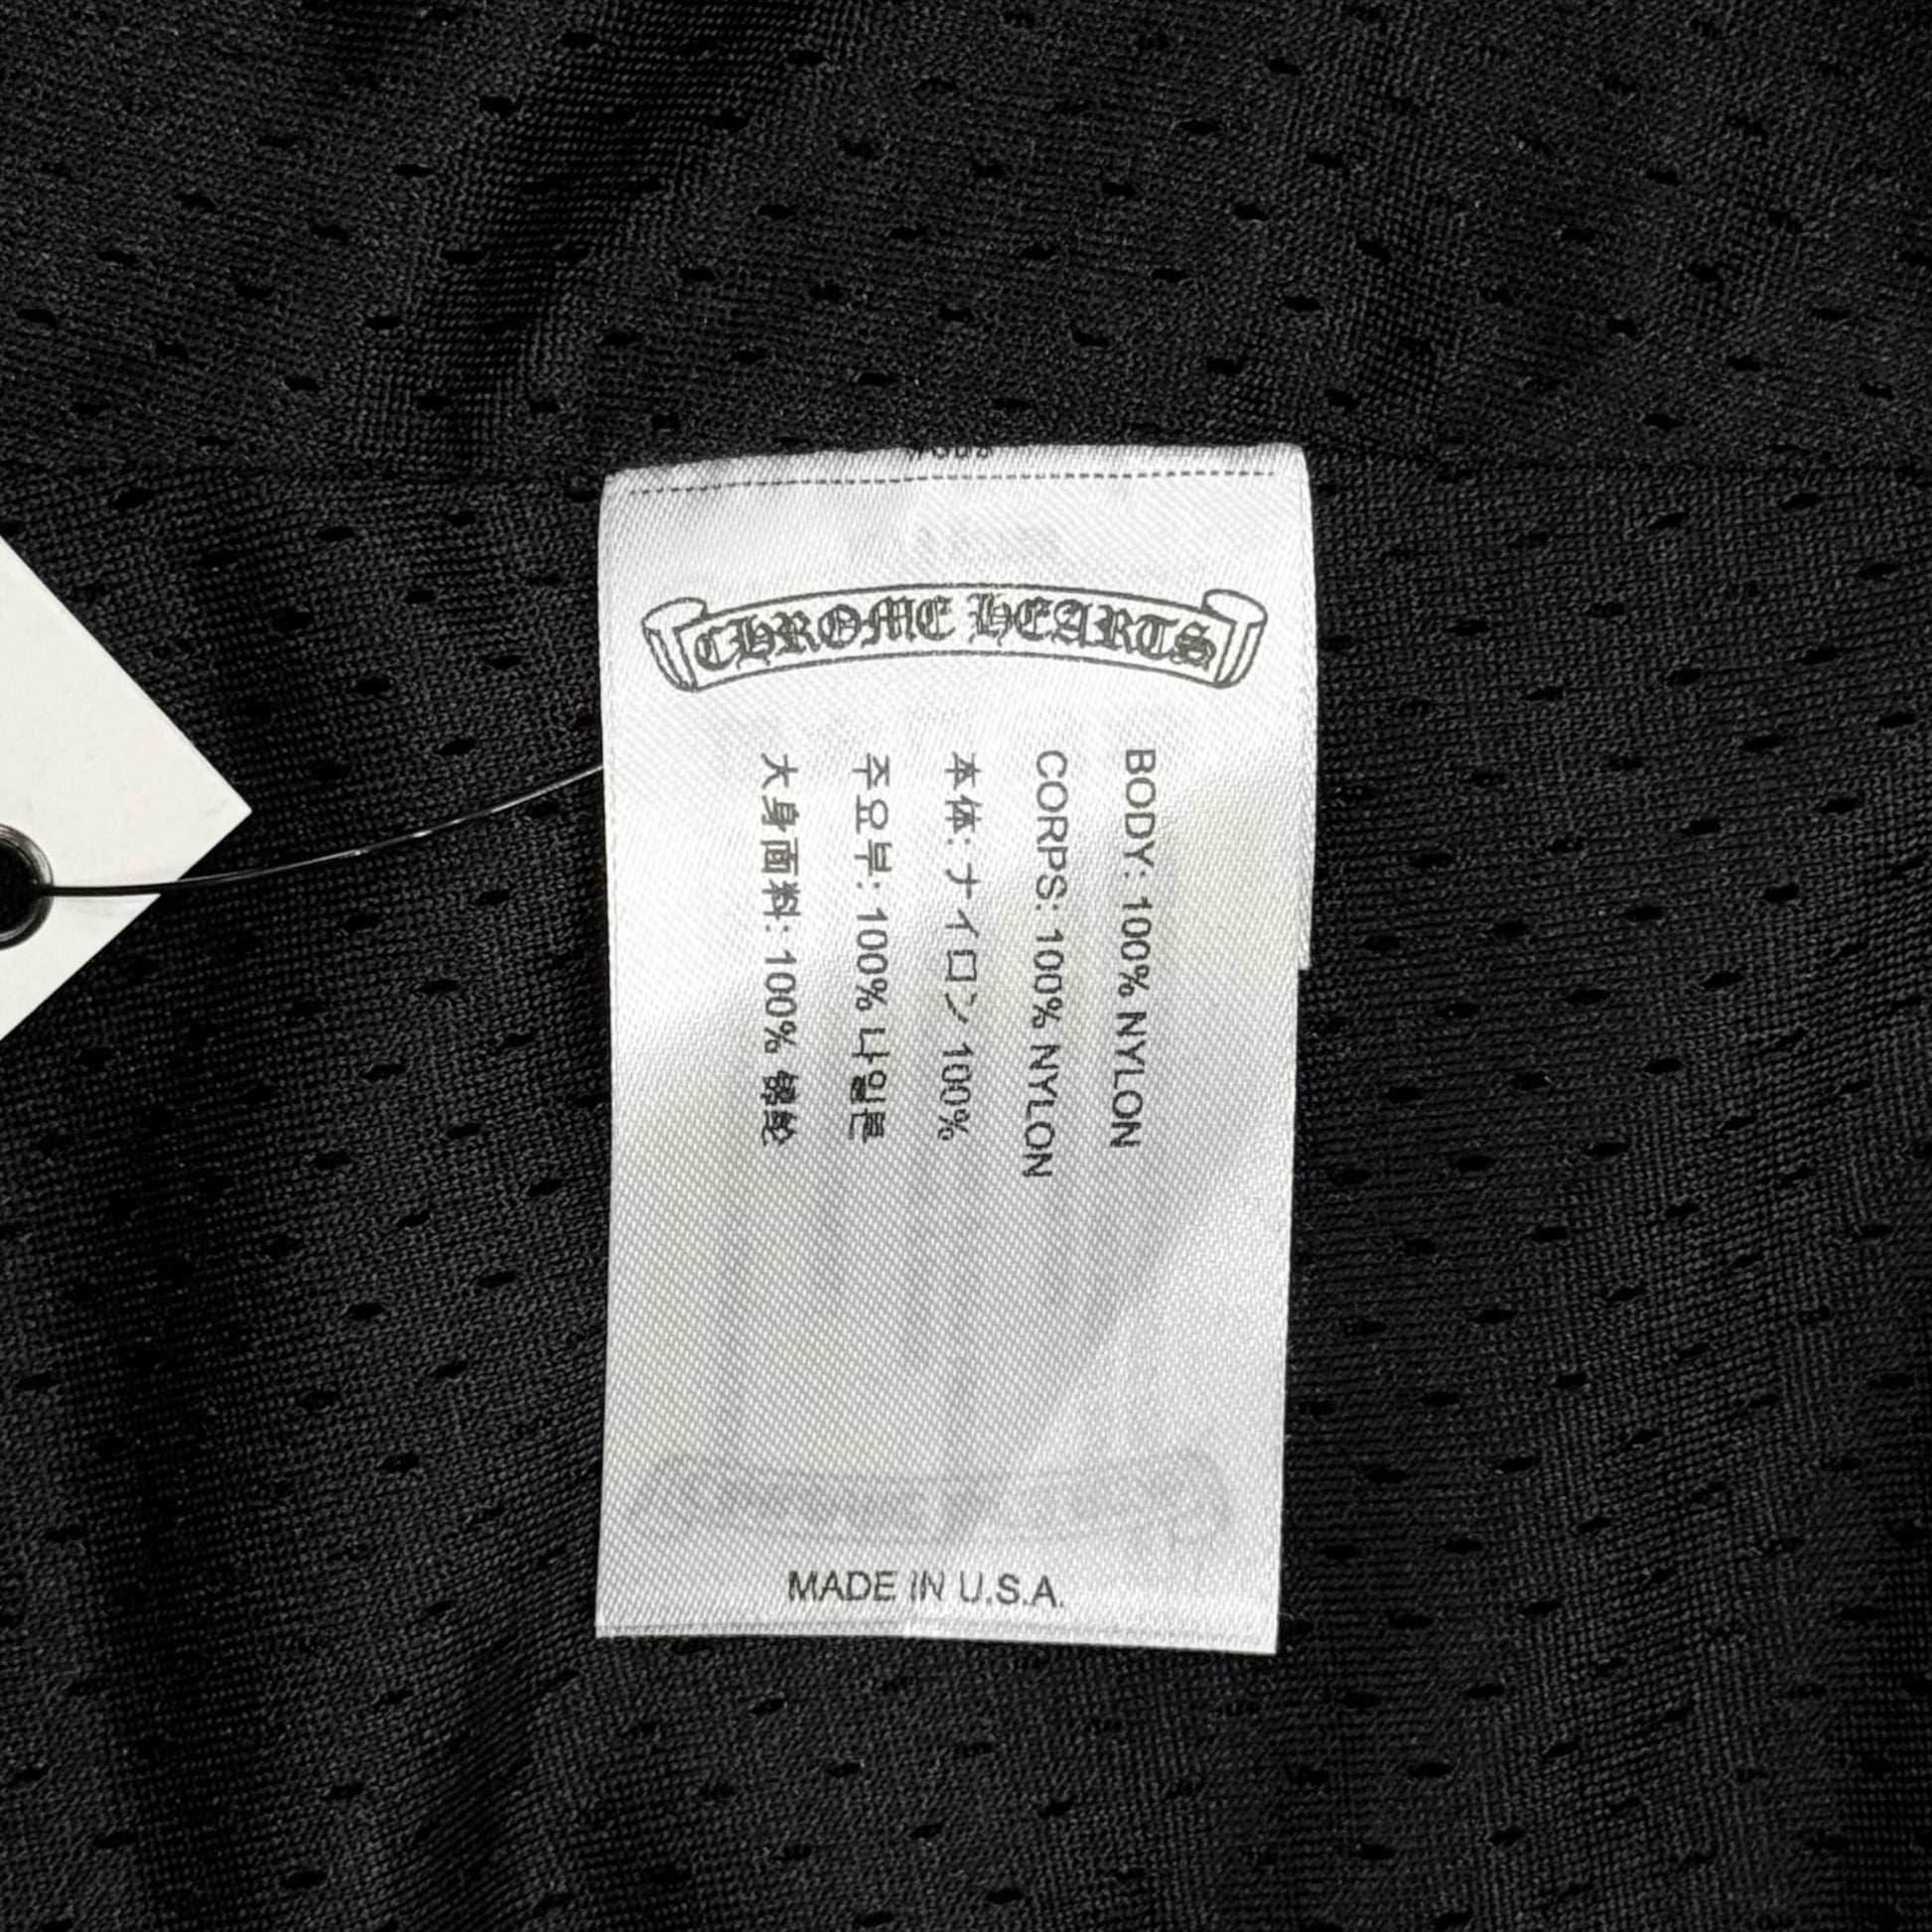 CHROME HEARTS
BODY: 100% NYLON
CORPS: 100% NYLON
本体: ナイロン 100%
주요부: 100% 나일론
大身面料: 100% 锦纶
MADE IN U.S.A.